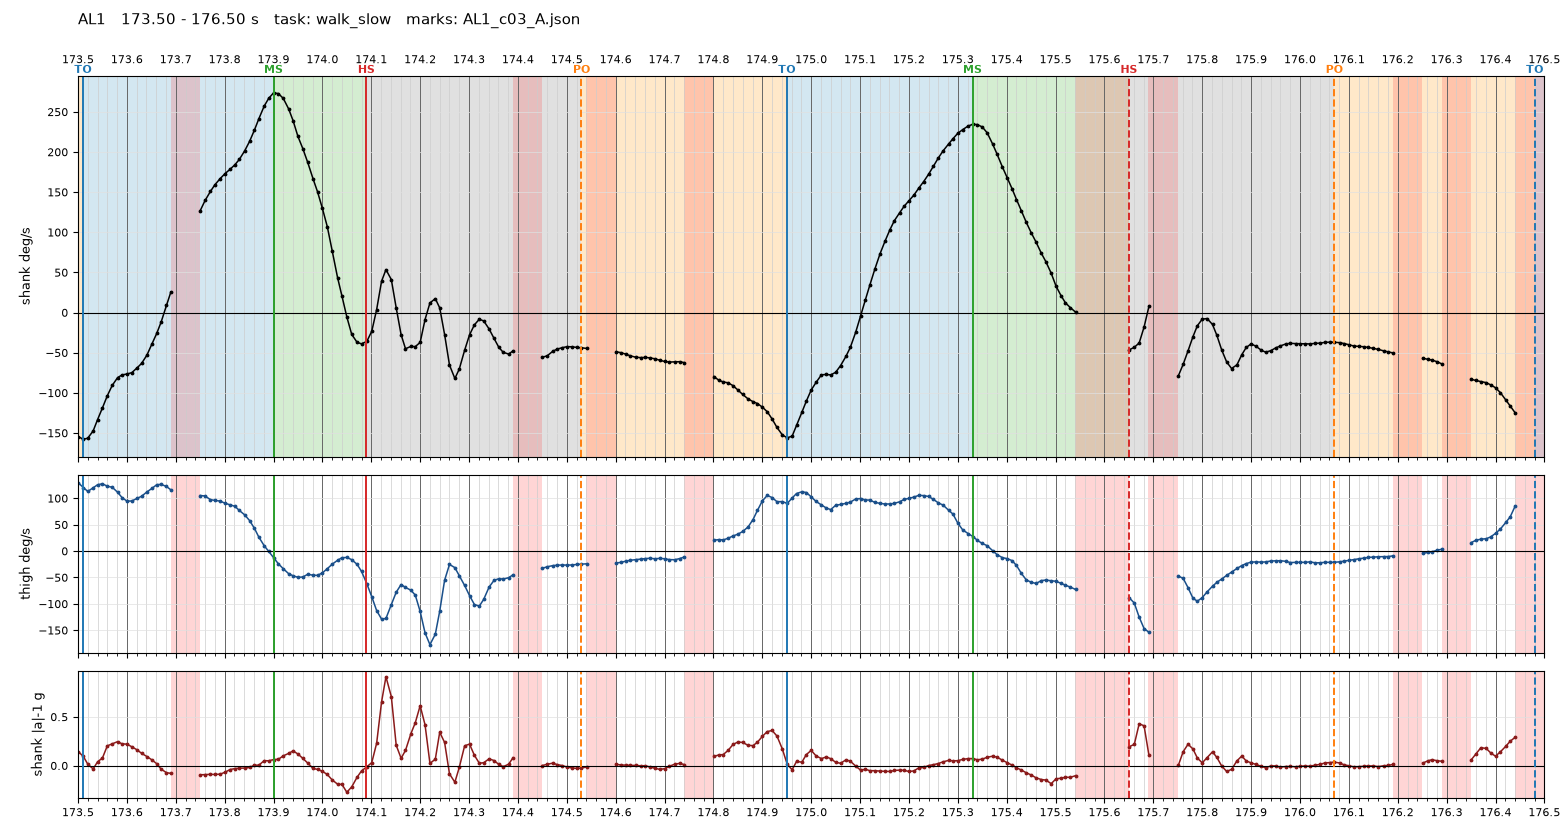 AL1   173.50 - 176.50 s   task: walk_slow   marks: AL1_c03_A.json
173.5 173.6 173.7 173.8 173.9 174.0 174.1 174.2 174.3 174.4 174.5 174.6 174.7 174.8 174.9 175.0 175.1 175.2 175.3 175.4 175.5 175.6 175.7 175.8 175.9 176.0 176.1 176.2 176.3 176.4 176.5
TO MS HS PO TO MS HS PO TO
shank deg/s
250
200
150
100
50
0
−50
−100
−150
thigh deg/s
100
50
0
−50
−100
−150
shank |a|-1 g
0.5
0.0
173.5 173.6 173.7 173.8 173.9 174.0 174.1 174.2 174.3 174.4 174.5 174.6 174.7 174.8 174.9 175.0 175.1 175.2 175.3 175.4 175.5 175.6 175.7 175.8 175.9 176.0 176.1 176.2 176.3 176.4 176.5